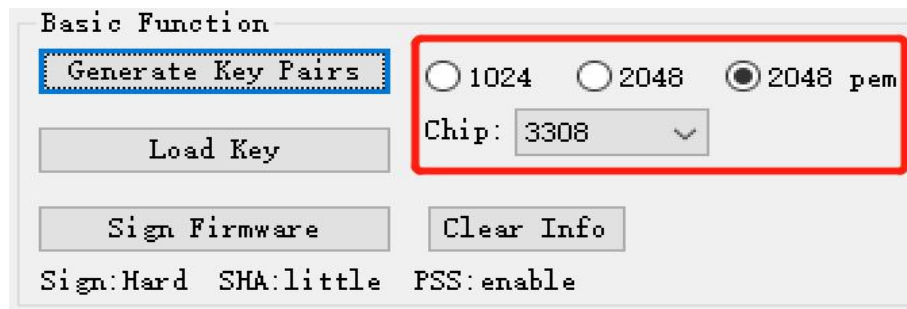 Basic Function
Generate Key Pairs
1024 2048 2048 pem
Chip: 3308
Load Key
Sign Firmware Clear Info
Sign:Hard SHA:little PSS:enable